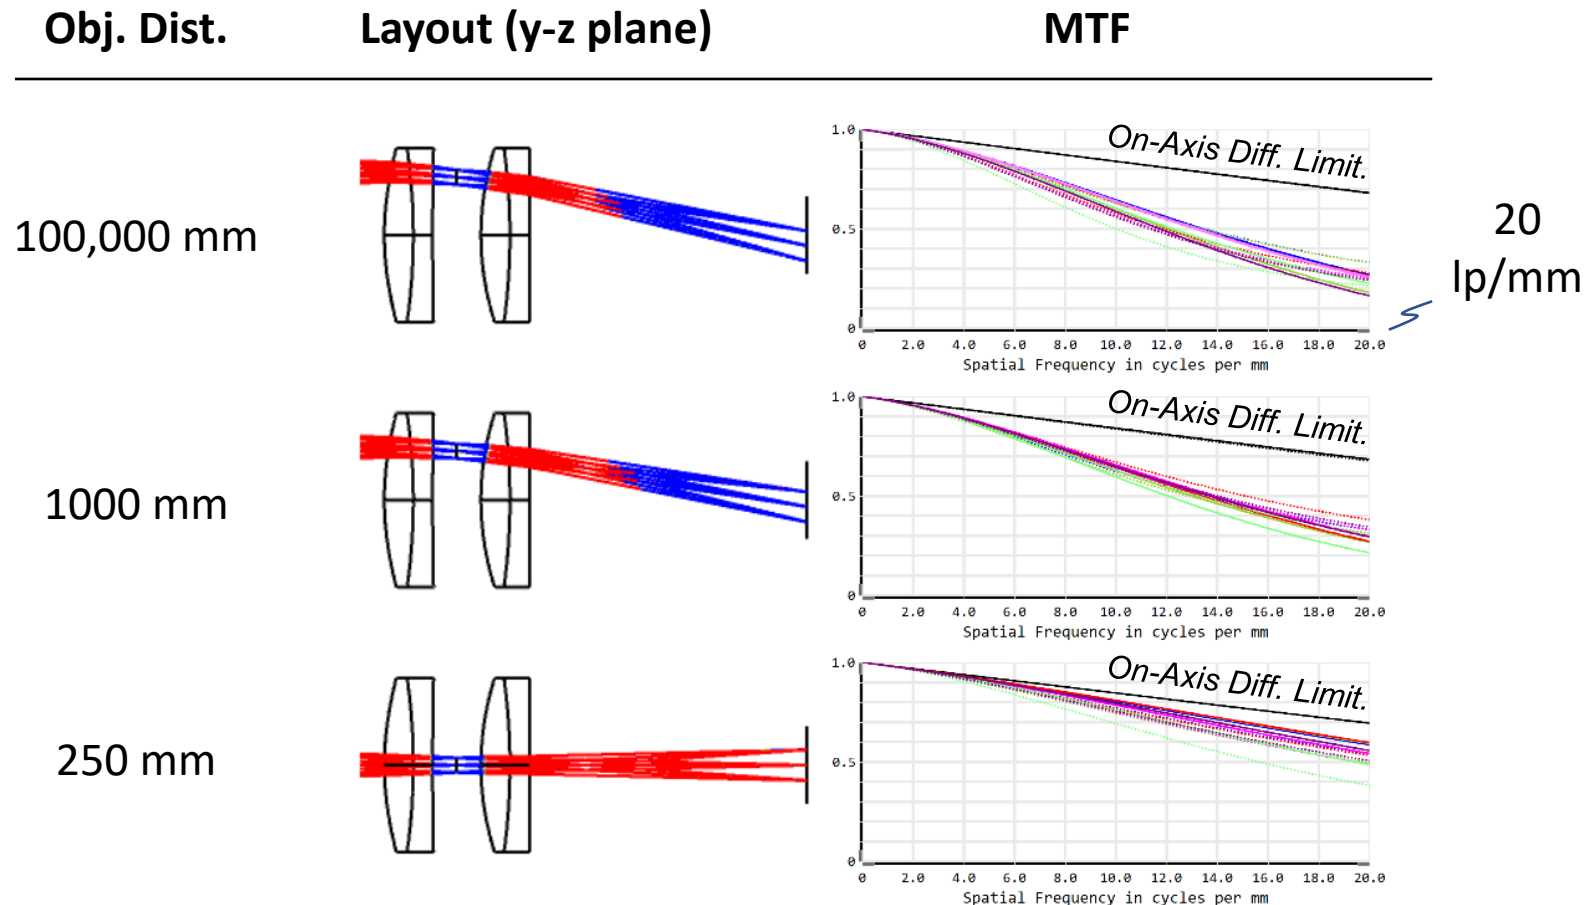 Obj. Dist. Layout (y-z plane) MTF
100,000 mm
1.0
0.5
0
On-Axis Diff. Limit.
0 2.0 4.0 6.0 8.0 10.0 12.0 14.0 16.0 18.0 20.0
Spatial Frequency in cycles per mm
20
lp/mm
1000 mm
1.0
0.5
0
On-Axis Diff. Limit.
0 2.0 4.0 6.0 8.0 10.0 12.0 14.0 16.0 18.0 20.0
Spatial Frequency in cycles per mm
250 mm
1.0
0.5
0
On-Axis Diff. Limit.
0 2.0 4.0 6.0 8.0 10.0 12.0 14.0 16.0 18.0 20.0
Spatial Frequency in cycles per mm